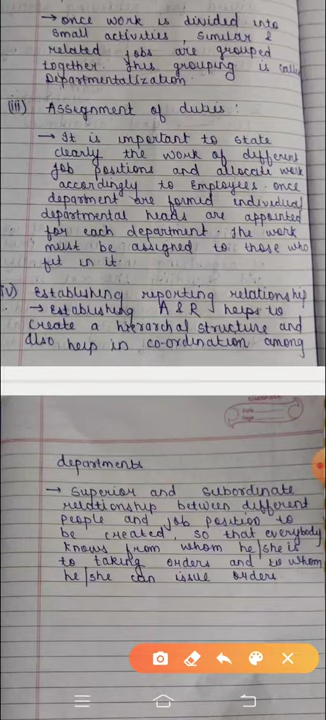 → once work is divided into
small activities, similar &
related jobs are grouped
together. This grouping is called
Departmentalization.
(iii) Assignment of duties:
→ It is important to state
clearly the work of different
job positions and allocate work
accordingly to Employees. once
department are formed individual
departmental heads are appointed
for each department. The work
must be assigned to those who
fit in it.
iv) Establishing reporting relationship
→ Establishing A & R helps to
create a hierarchal structure and
also help in co-ordination among
departments
→ Superior and subordinate
relationship between different
people and job position to
be created, so that everybody
knows from whom he/she is
to taking orders and to whom
he/she can issue orders